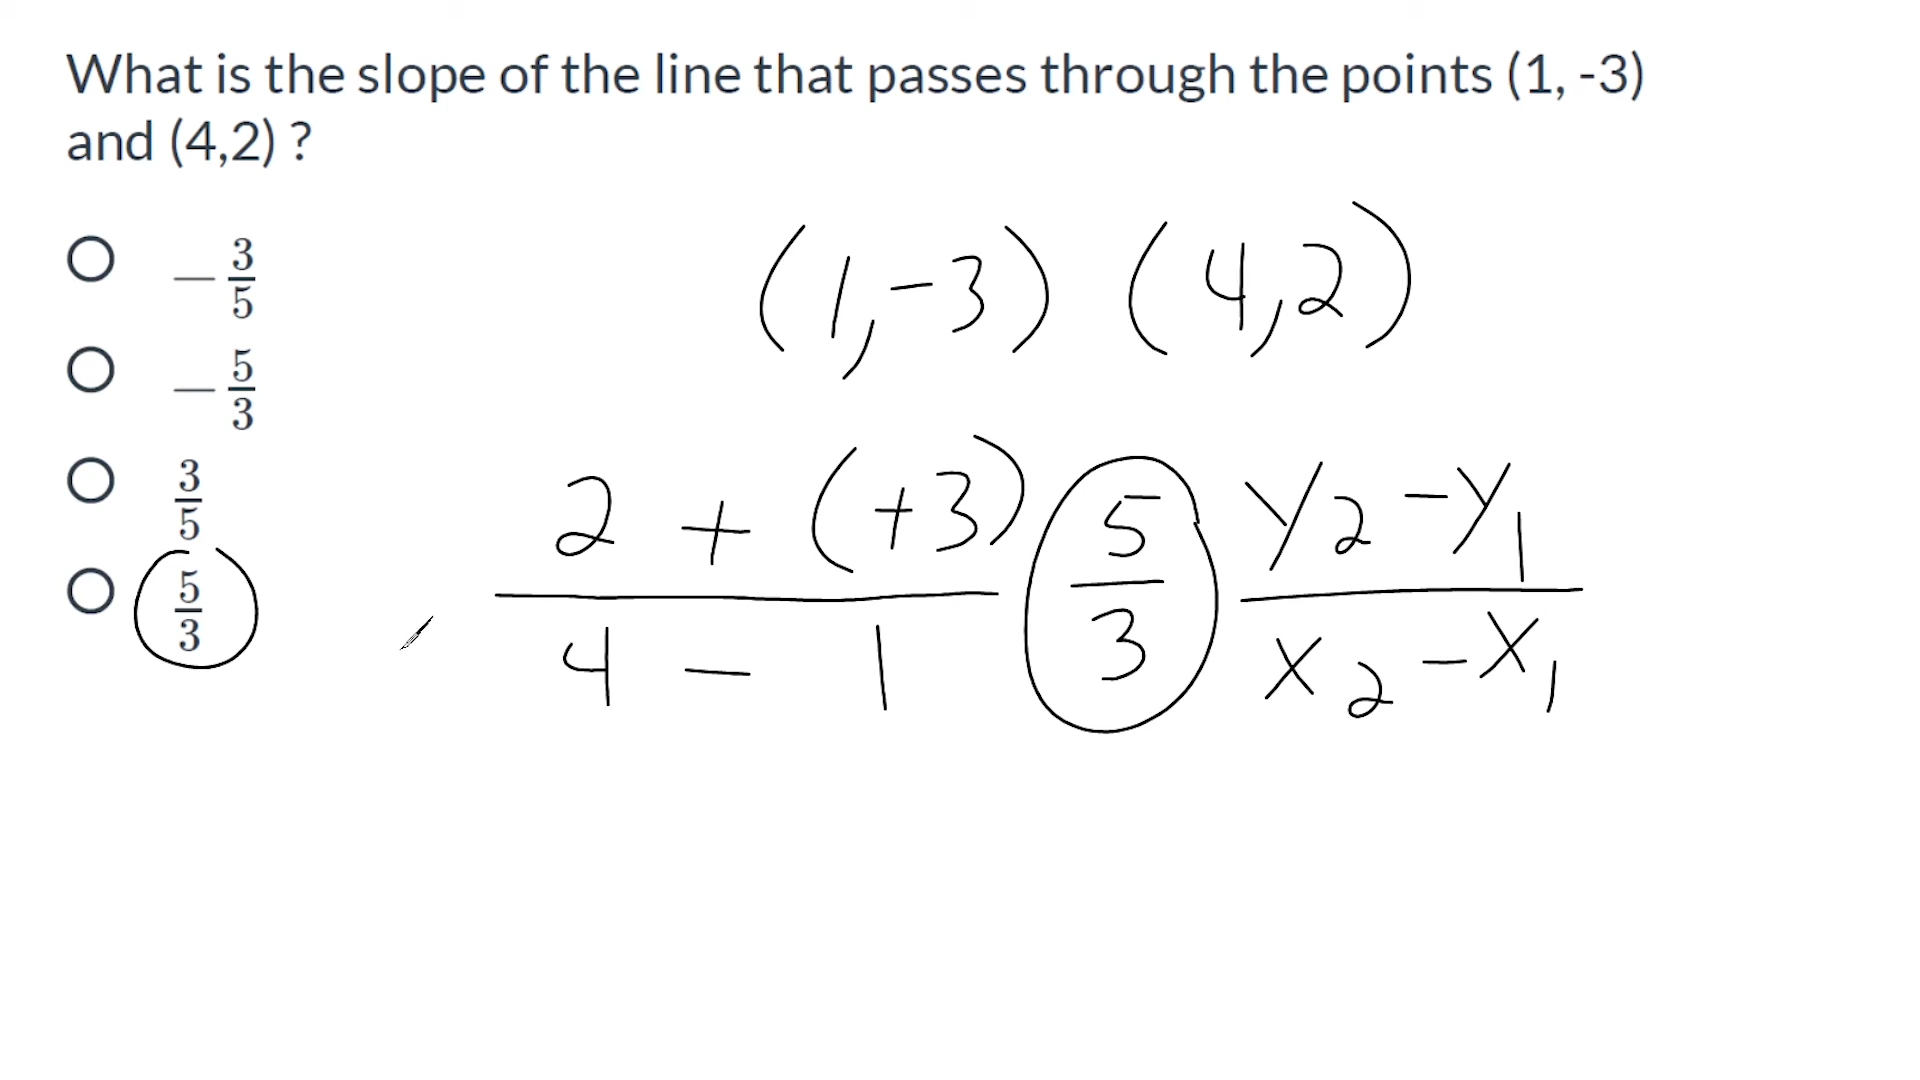 What is the slope of the line that passes through the points (1, -3)
and (4,2) ?
− 3/5
− 5/3
3/5
5/3
(1,-3) (4,2)
2 + (+3) 5 y2-y1
4 - 1 3 x2-x1